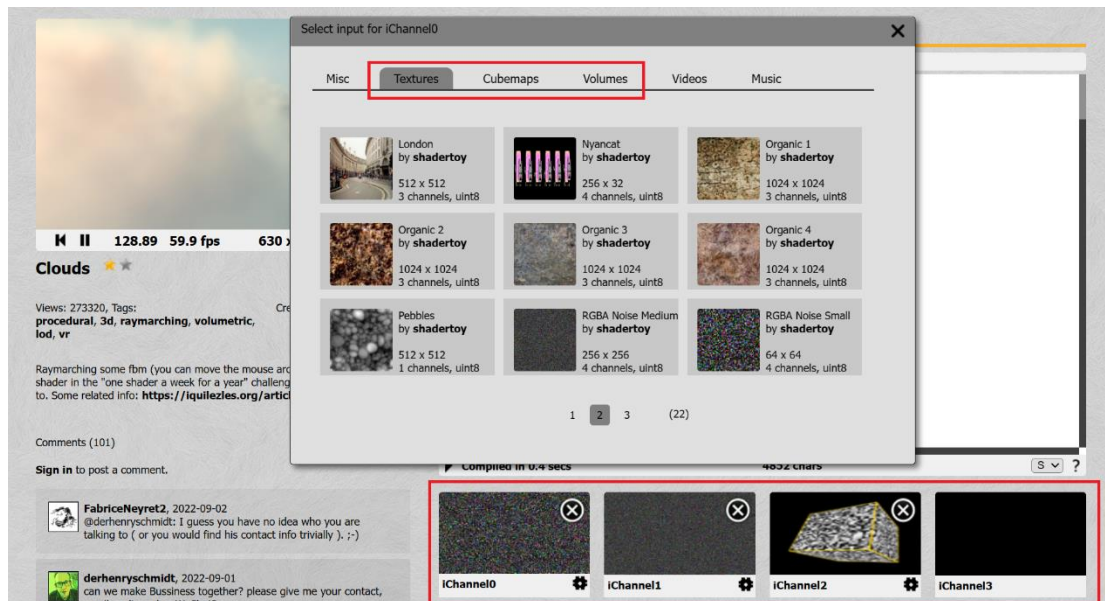 Select input for iChannel0
Misc
Textures
Cubemaps
Volumes
Videos
Music
London
by shadertoy
512 x 512
3 channels, uint8
Nyancat
by shadertoy
256 x 32
4 channels, uint8
Organic 1
by shadertoy
1024 x 1024
3 channels, uint8
Organic 2
by shadertoy
1024 x 1024
3 channels, uint8
Organic 3
by shadertoy
1024 x 1024
3 channels, uint8
Organic 4
by shadertoy
1024 x 1024
3 channels, uint8
Pebbles
by shadertoy
512 x 512
1 channels, uint8
RGBA Noise Medium
by shadertoy
256 x 256
4 channels, uint8
RGBA Noise Small
by shadertoy
64 x 64
4 channels, uint8
1 2 3 (22)
128.89 59.9 fps 630 x
Clouds
Views: 273320, Tags: Cre
procedural, 3d, raymarching, volumetric,
lod, vr
Raymarching some fbm (you can move the mouse arc
shader in the "one shader a week for a year" challeng
to. Some related info: https://iquilezles.org/artic
Comments (101)
Sign in to post a comment.
FabriceNeyret2, 2022-09-02
@derhenryschmidt: I guess you have no idea who you are
talking to ( or you would find his contact info trivially ). ;-)
derhenryschmidt, 2022-09-01
can we make Bussiness together? please give me your contact,
Compiled in 0.4 secs
4832 chars
S
?
iChannel0
iChannel1
iChannel2
iChannel3